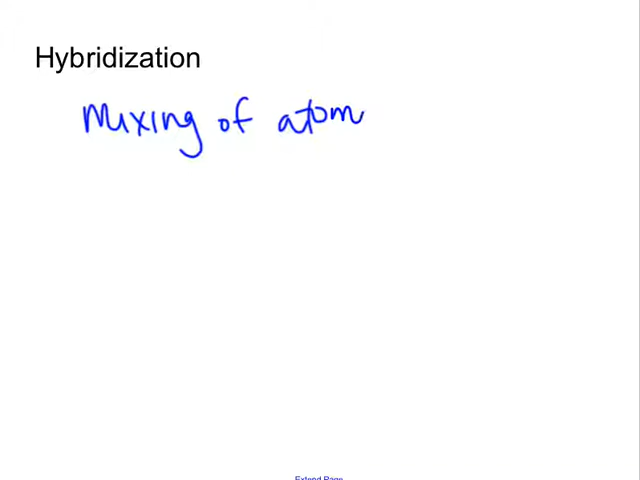 Hybridization
Mixing of atom
Extend Page